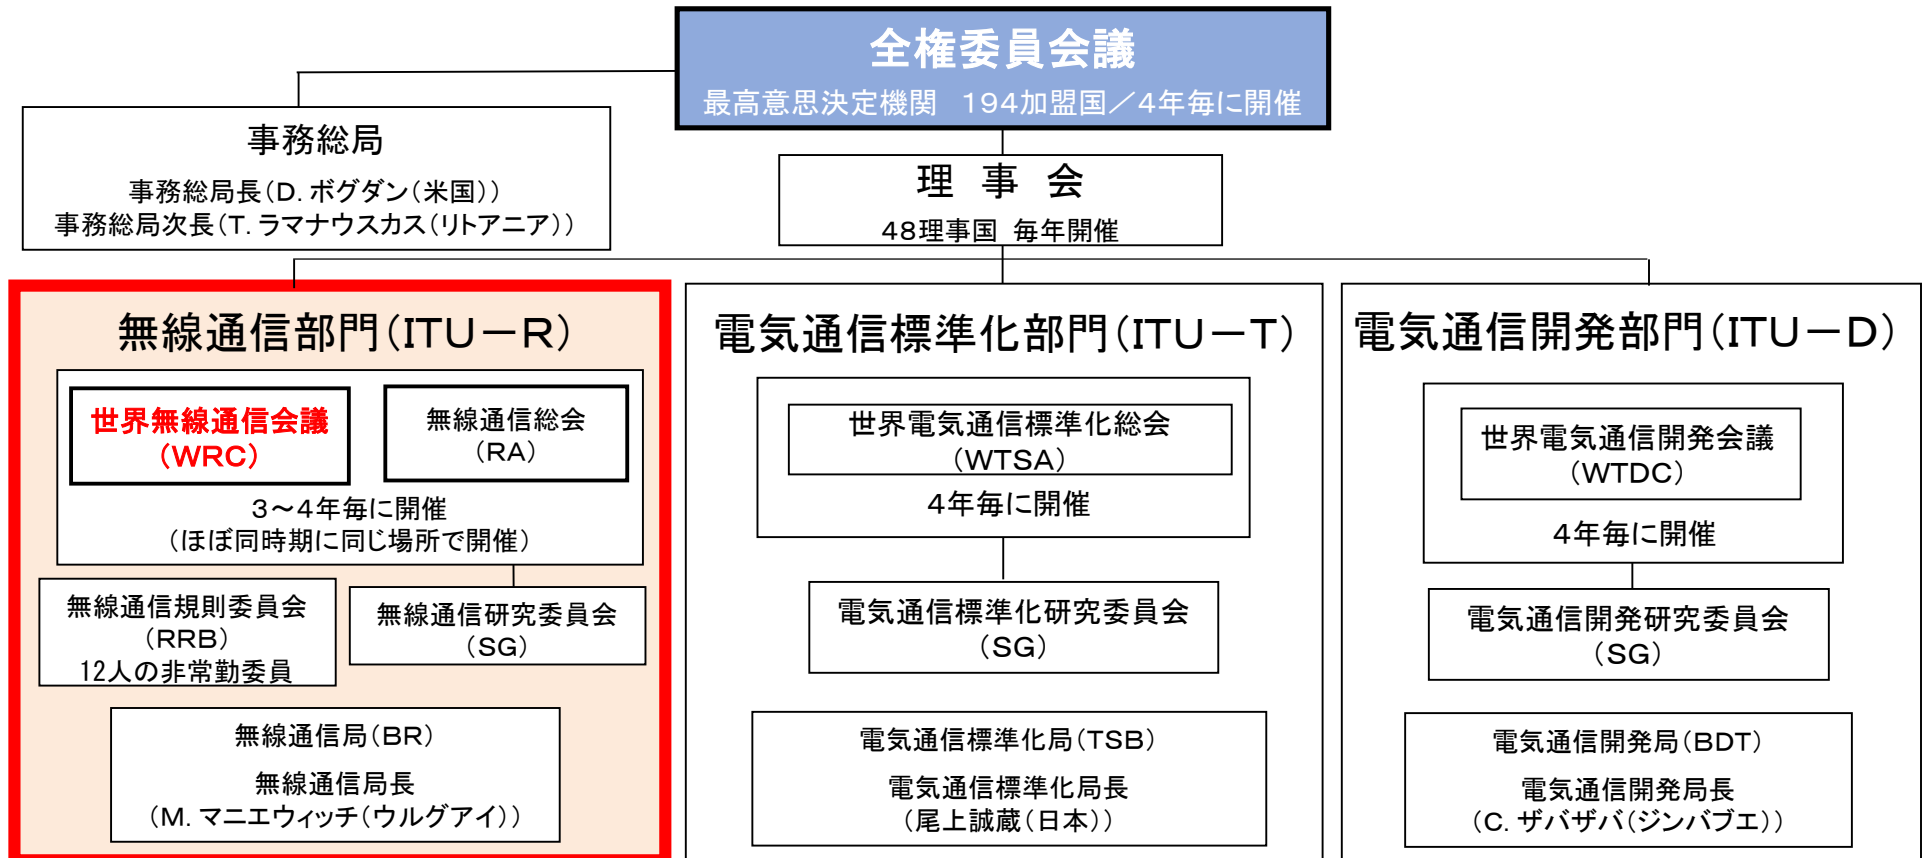 全権委員会議
最高意思決定機関　194加盟国／4年毎に開催
事務総局
事務総局長（D. ボグダン（米国））
事務総局次長（T. ラマナウスカス（リトアニア））
理　事　会
48理事国　毎年開催
無線通信部門（ITU－R）
世界無線通信会議
（WRC）
無線通信総会
（RA）
3～4年毎に開催
（ほぼ同時期に同じ場所で開催）
無線通信規則委員会
（RRB）
12人の非常勤委員
無線通信研究委員会
（SG）
無線通信局（BR）
無線通信局長
（M. マニエウィッチ（ウルグアイ））
電気通信標準化部門（ITU－T）
世界電気通信標準化総会
（WTSA）
4年毎に開催
電気通信標準化研究委員会
（SG）
電気通信標準化局（TSB）
電気通信標準化局長
（尾上誠蔵（日本））
電気通信開発部門（ITU－D）
世界電気通信開発会議
（WTDC）
4年毎に開催
電気通信開発研究委員会
（SG）
電気通信開発局（BDT）
電気通信開発局長
（C. ザバザバ（ジンバブエ））